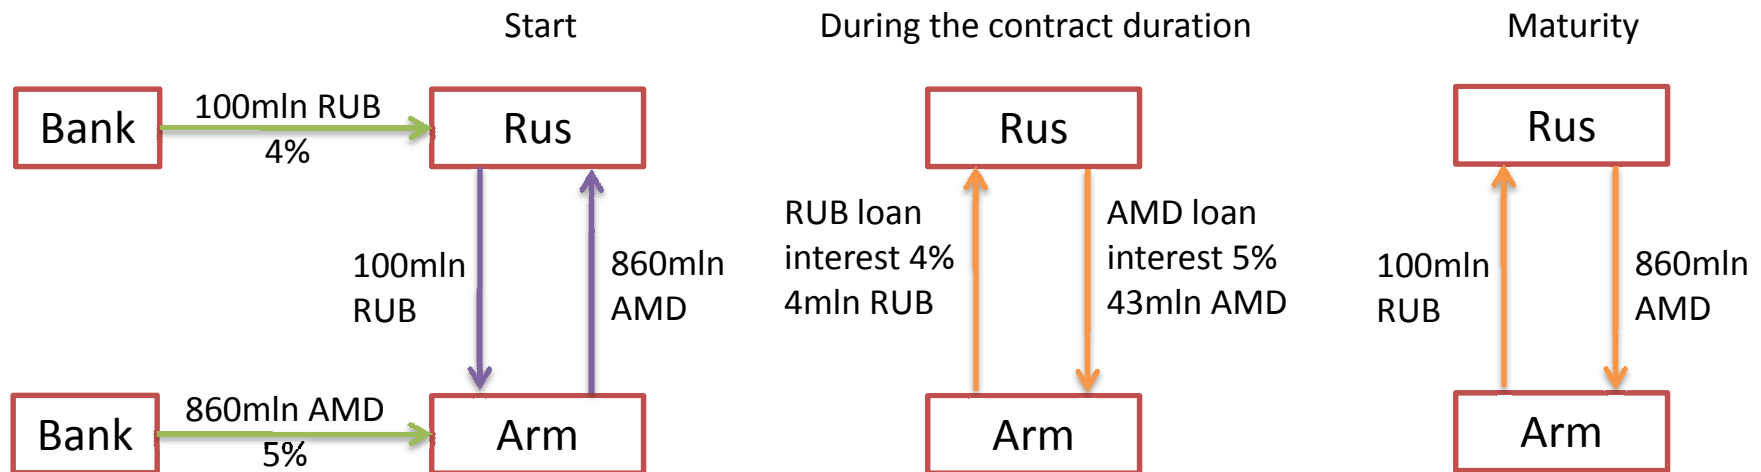 Start
During the contract duration
Maturity
Bank
100mln RUB
4%
Rus
100mln
RUB
860mln
AMD
Bank
860mln AMD
5%
Arm
Rus
RUB loan
interest 4%
4mln RUB
AMD loan
interest 5%
43mln AMD
Arm
Rus
100mln
RUB
860mln
AMD
Arm